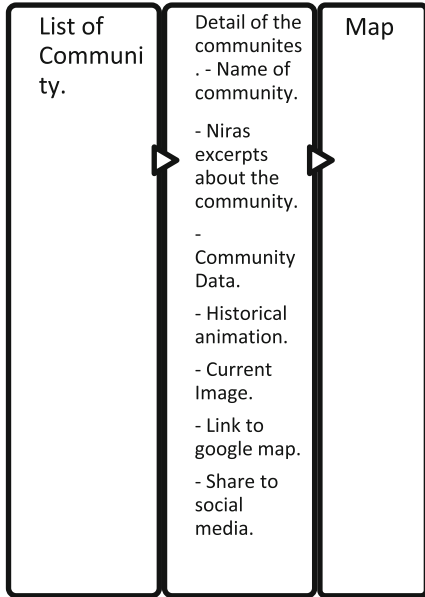 List of
Communi
ty.
Detail of the
communites
. - Name of
community.
- Niras
excerpts
about the
community.
-
Community
Data.
- Historical
animation.
- Current
Image.
- Link to
google map.
- Share to
social
media.
Map